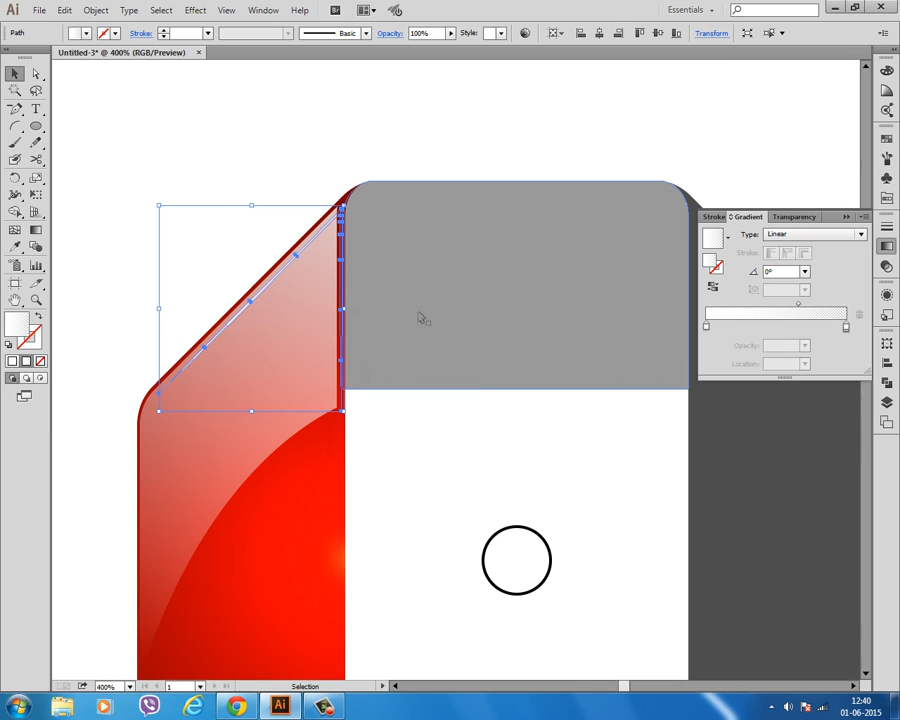 Ai File Edit Object Type Select Effect View Window Help Br Essentials
Path Stroke: Basic Opacity: 100% Style: Transform
Untitled-3* @ 400% (RGB/Preview) ×
T
Stroke Gradient Transparency
Type: Linear
Stroke:
0°
Opacity:
Location:
400% 1 Selection
Ai
12:40
01-06-2015